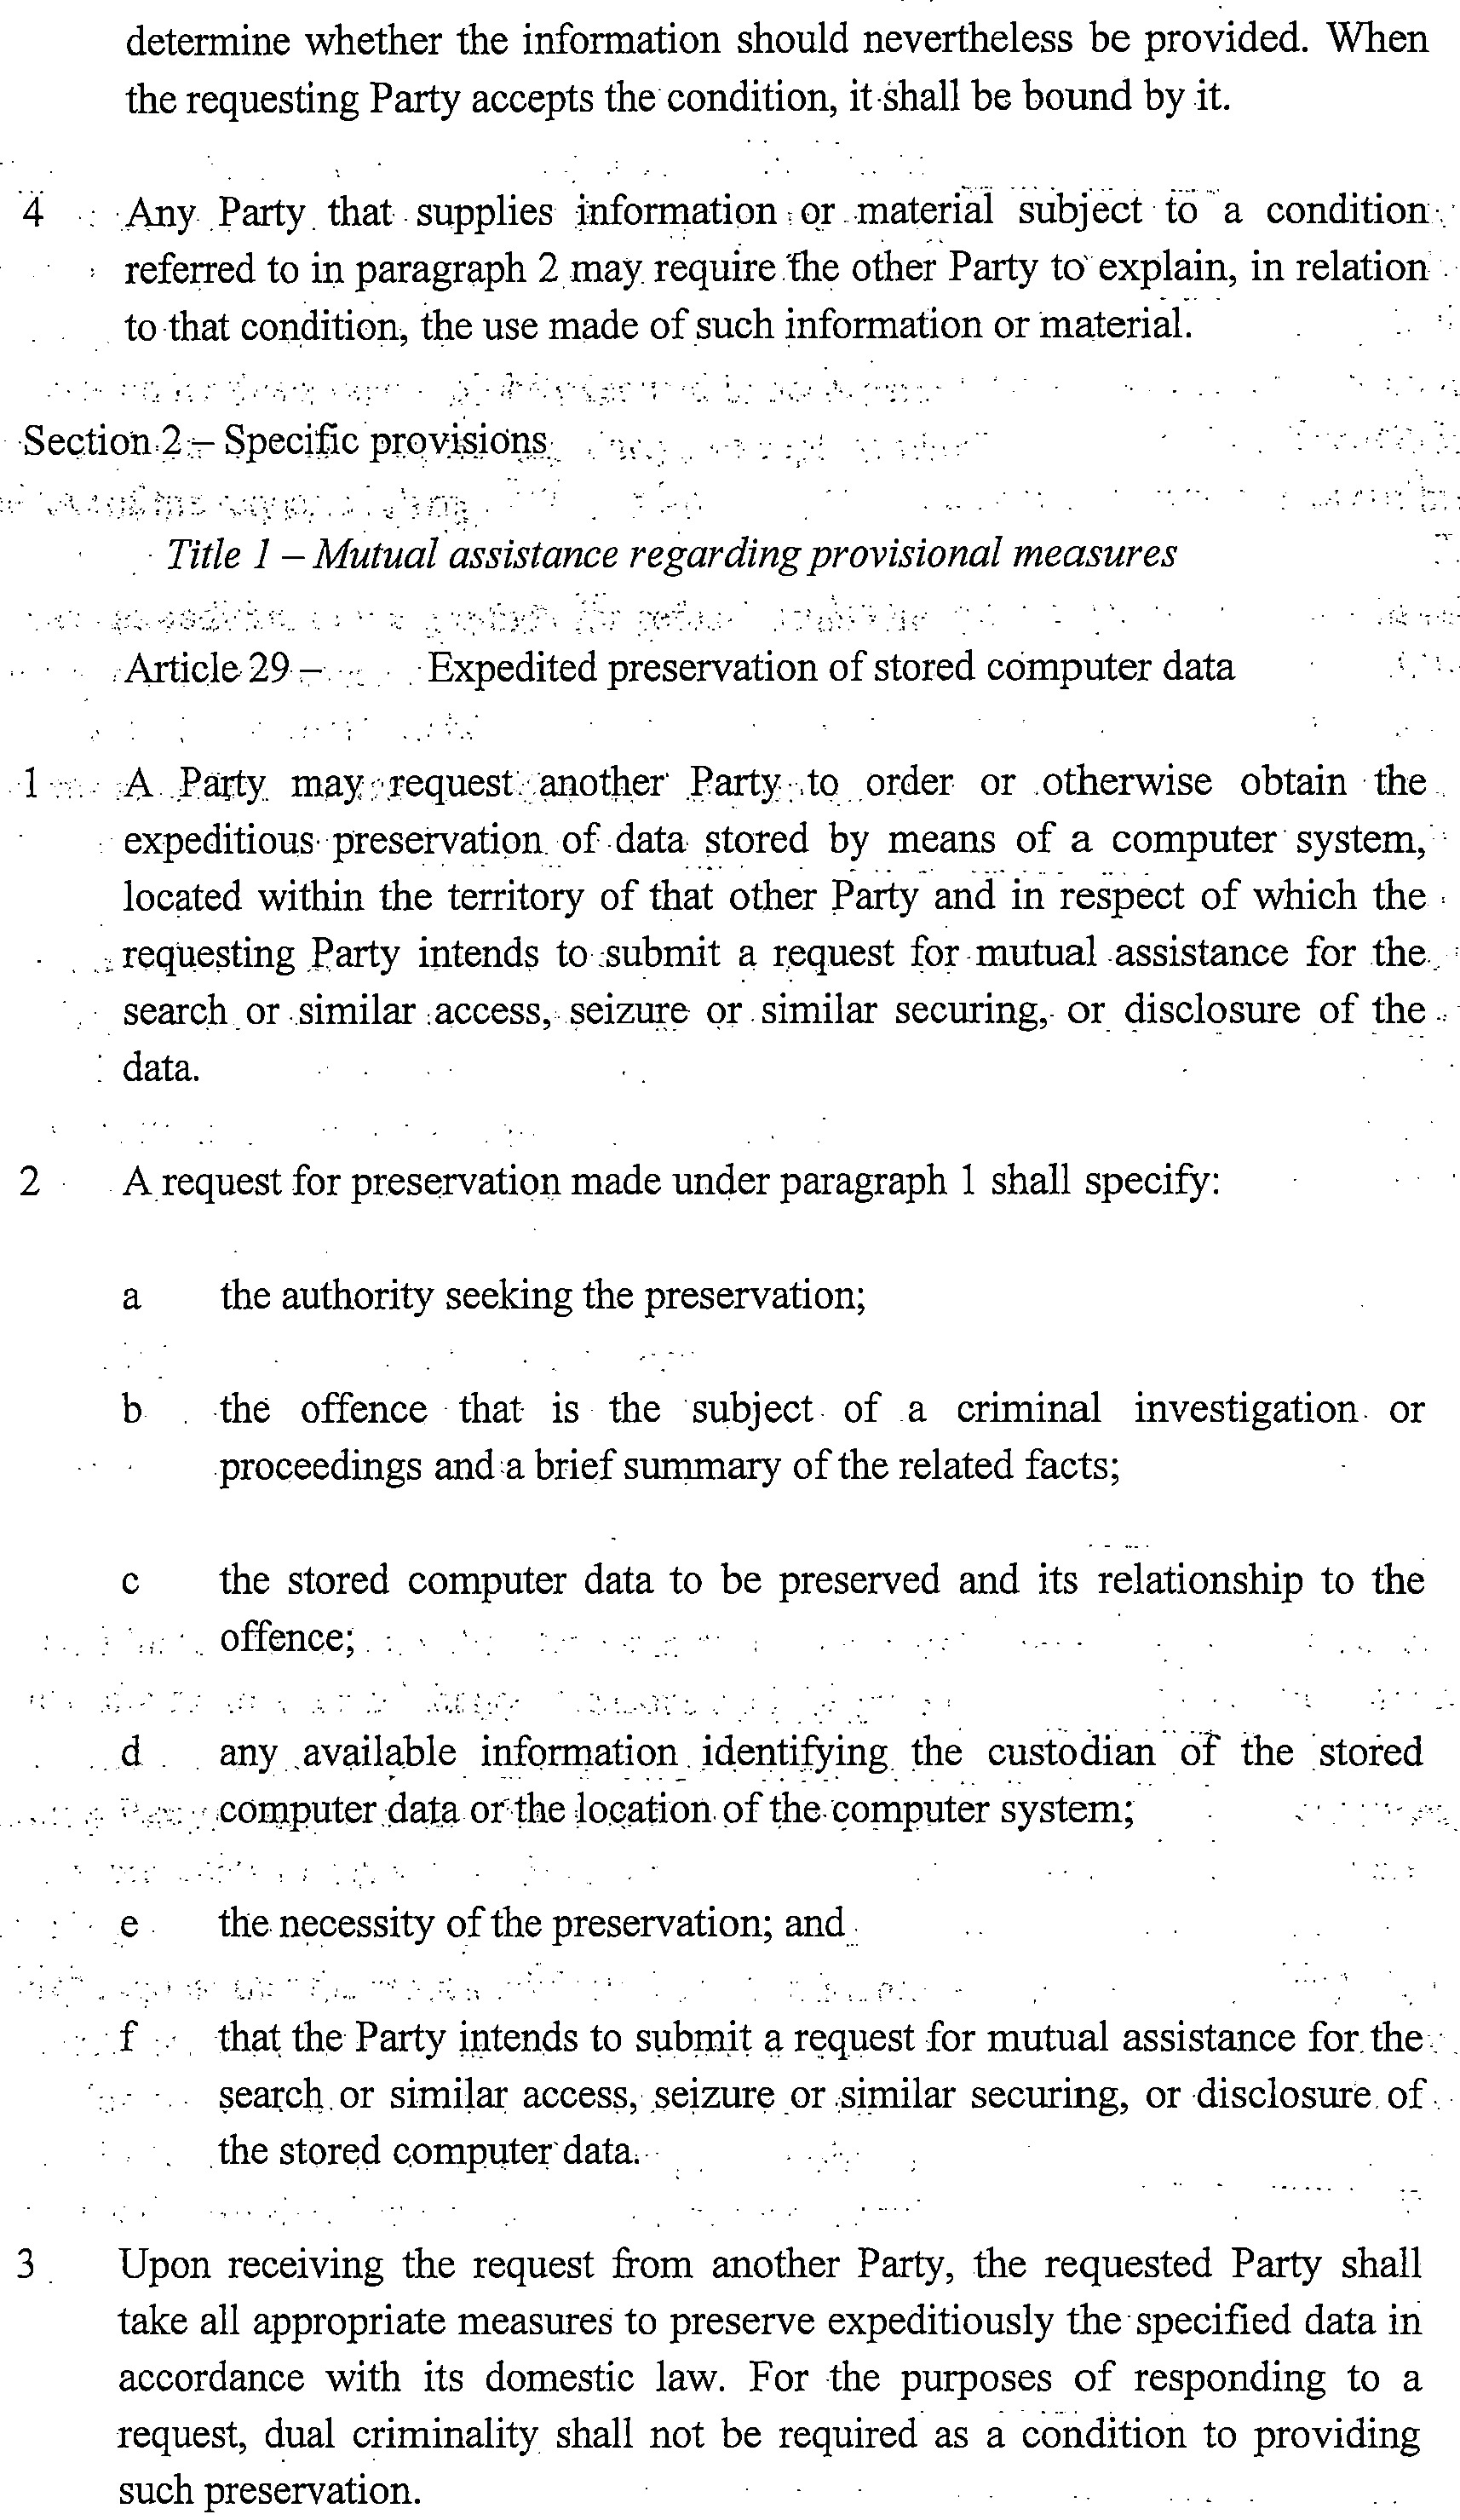 determine whether the information should nevertheless be provided. When
the requesting Party accepts the condition, it shall be bound by it.
4 Any Party that supplies information or material subject to a condition
referred to in paragraph 2 may require the other Party to explain, in relation
to that condition, the use made of such information or material.
Section 2 – Specific provisions
Title 1 – Mutual assistance regarding provisional measures
Article 29 – Expedited preservation of stored computer data
1 A Party may request another Party to order or otherwise obtain the
expeditious preservation of data stored by means of a computer system,
located within the territory of that other Party and in respect of which the
requesting Party intends to submit a request for mutual assistance for the
search or similar access, seizure or similar securing, or disclosure of the
data.
2 A request for preservation made under paragraph 1 shall specify:
a the authority seeking the preservation;
b the offence that is the subject of a criminal investigation or
proceedings and a brief summary of the related facts;
c the stored computer data to be preserved and its relationship to the
offence;
d any available information identifying the custodian of the stored
computer data or the location of the computer system;
e the necessity of the preservation; and
f that the Party intends to submit a request for mutual assistance for the
search or similar access, seizure or similar securing, or disclosure of
the stored computer data.
3 Upon receiving the request from another Party, the requested Party shall
take all appropriate measures to preserve expeditiously the specified data in
accordance with its domestic law. For the purposes of responding to a
request, dual criminality shall not be required as a condition to providing
such preservation.